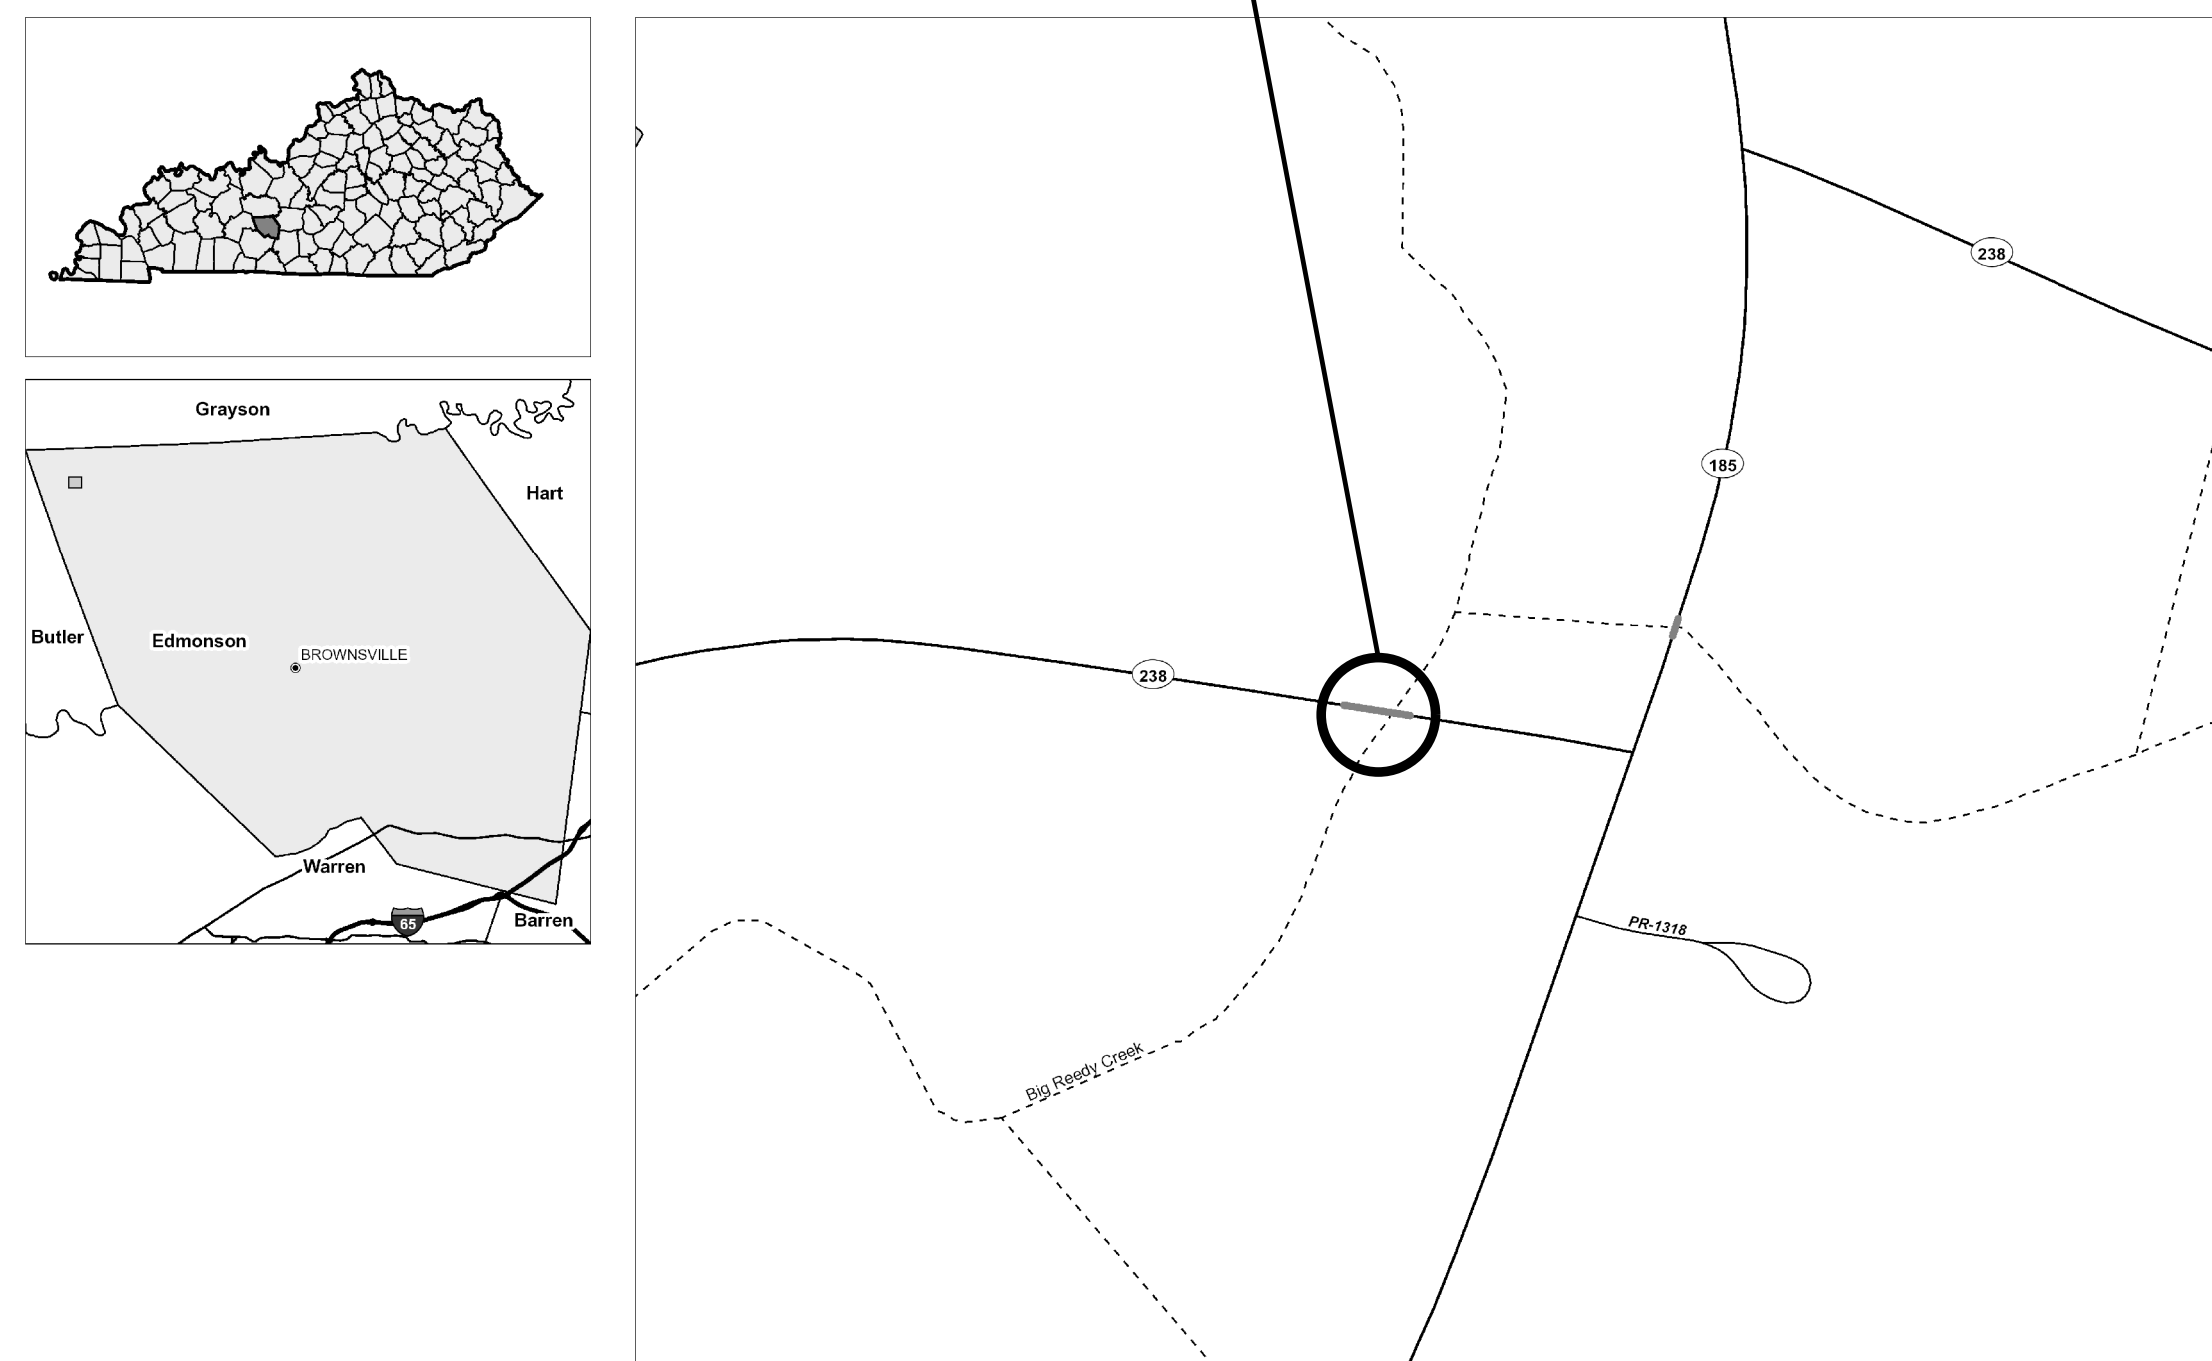 Grayson
Hart
Butler
Edmonson
BROWNSVILLE
Warren
65
Barren
238
185
238
PR-1318
Big Reedy Creek